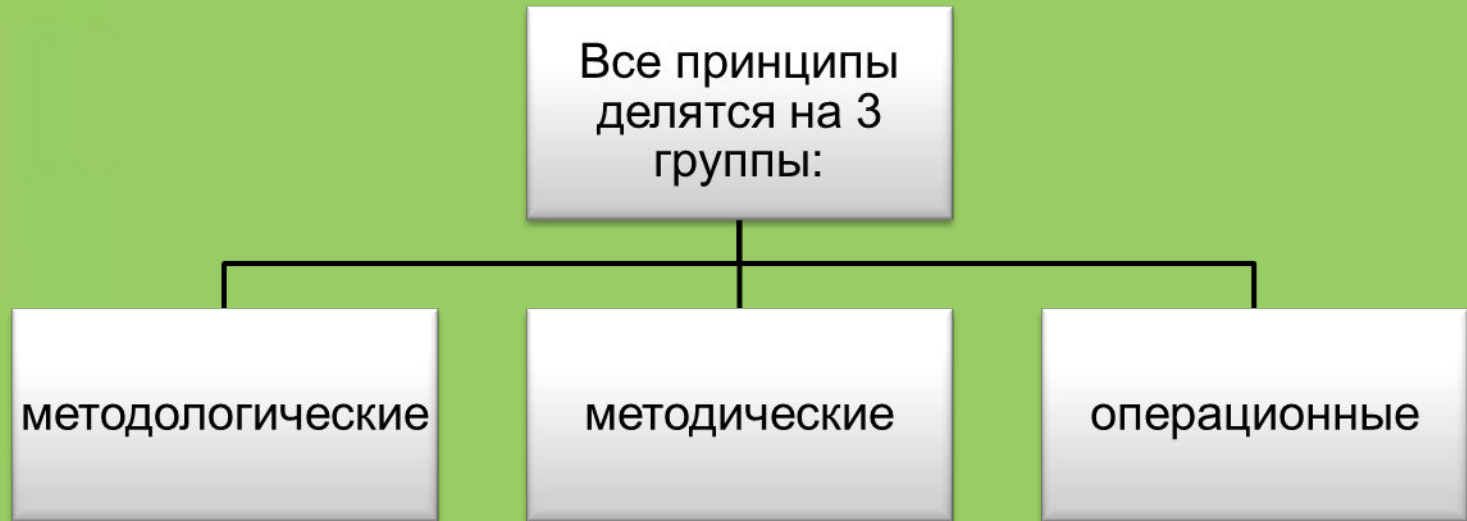 Все принципы
делятся на 3
группы:
методологические
методические
операционные